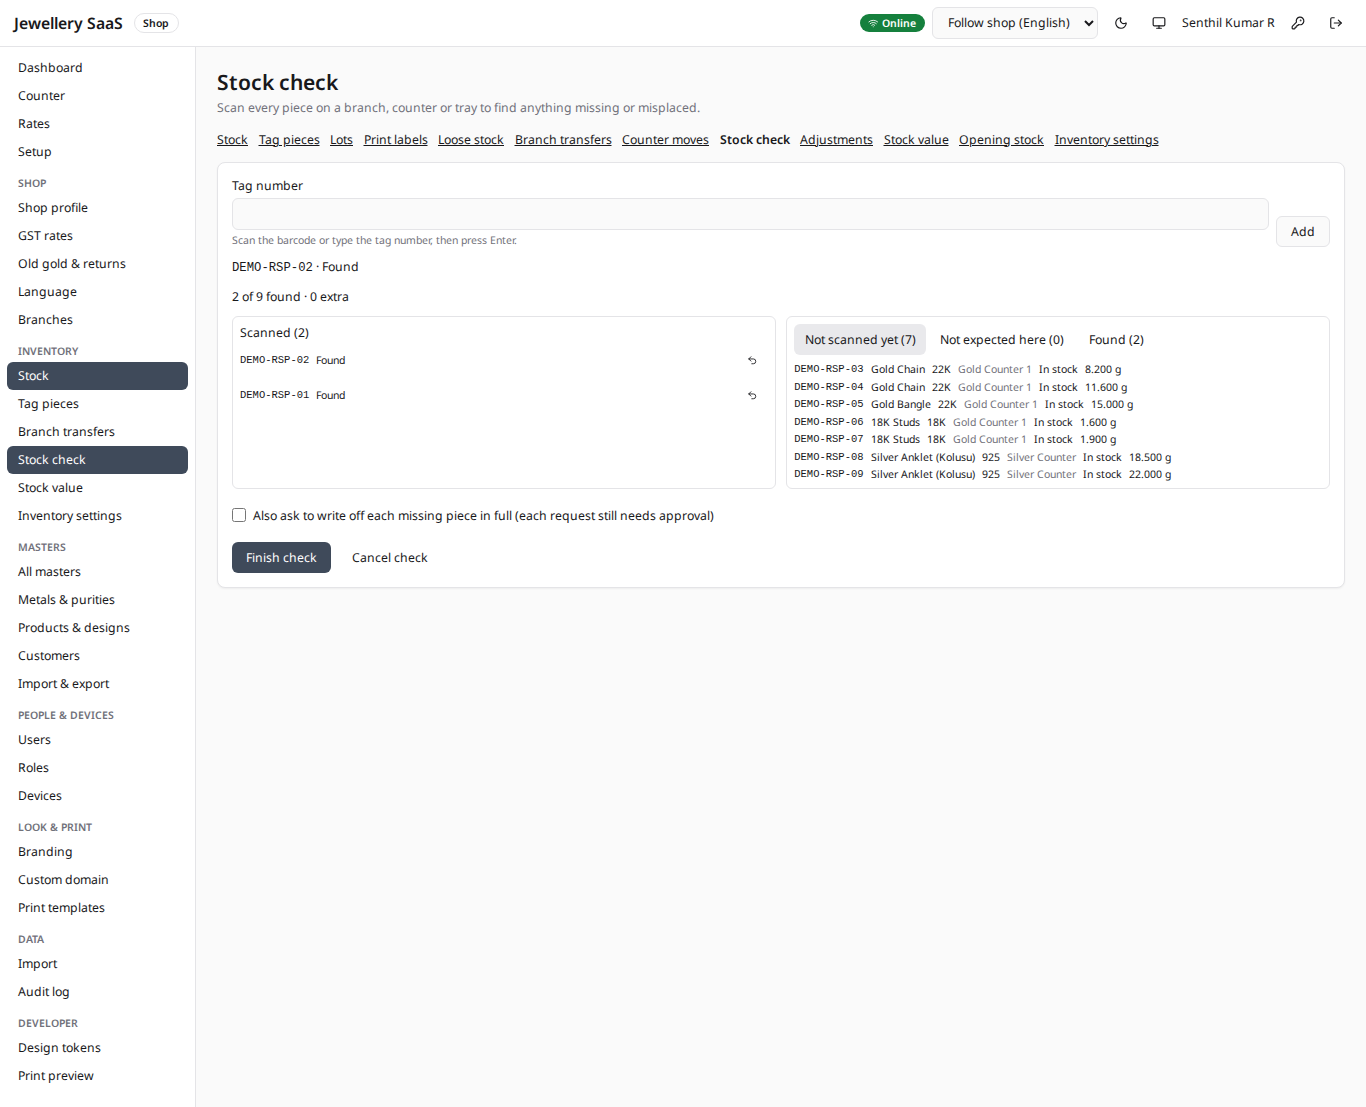 Jewellery SaaS Shop
Online Follow shop (English) Senthil Kumar R
Dashboard
Counter
Rates
Setup
SHOP
Shop profile
GST rates
Old gold & returns
Language
Branches
INVENTORY
Stock
Tag pieces
Branch transfers
Stock check
Stock value
Inventory settings
MASTERS
All masters
Metals & purities
Products & designs
Customers
Import & export
PEOPLE & DEVICES
Users
Roles
Devices
LOOK & PRINT
Branding
Custom domain
Print templates
DATA
Import
Audit log
DEVELOPER
Design tokens
Print preview
Stock check
Scan every piece on a branch, counter or tray to find anything missing or misplaced.
Stock Tag pieces Lots Print labels Loose stock Branch transfers Counter moves Stock check Adjustments Stock value Opening stock Inventory settings
Tag number
Add
Scan the barcode or type the tag number, then press Enter.
DEMO-RSP-02 · Found
2 of 9 found · 0 extra
Scanned (2)
DEMO-RSP-02 Found
DEMO-RSP-01 Found
Not scanned yet (7) Not expected here (0) Found (2)
DEMO-RSP-03 Gold Chain 22K Gold Counter 1 In stock 8.200 g
DEMO-RSP-04 Gold Chain 22K Gold Counter 1 In stock 11.600 g
DEMO-RSP-05 Gold Bangle 22K Gold Counter 1 In stock 15.000 g
DEMO-RSP-06 18K Studs 18K Gold Counter 1 In stock 1.600 g
DEMO-RSP-07 18K Studs 18K Gold Counter 1 In stock 1.900 g
DEMO-RSP-08 Silver Anklet (Kolusu) 925 Silver Counter In stock 18.500 g
DEMO-RSP-09 Silver Anklet (Kolusu) 925 Silver Counter In stock 22.000 g
Also ask to write off each missing piece in full (each request still needs approval)
Finish check Cancel check